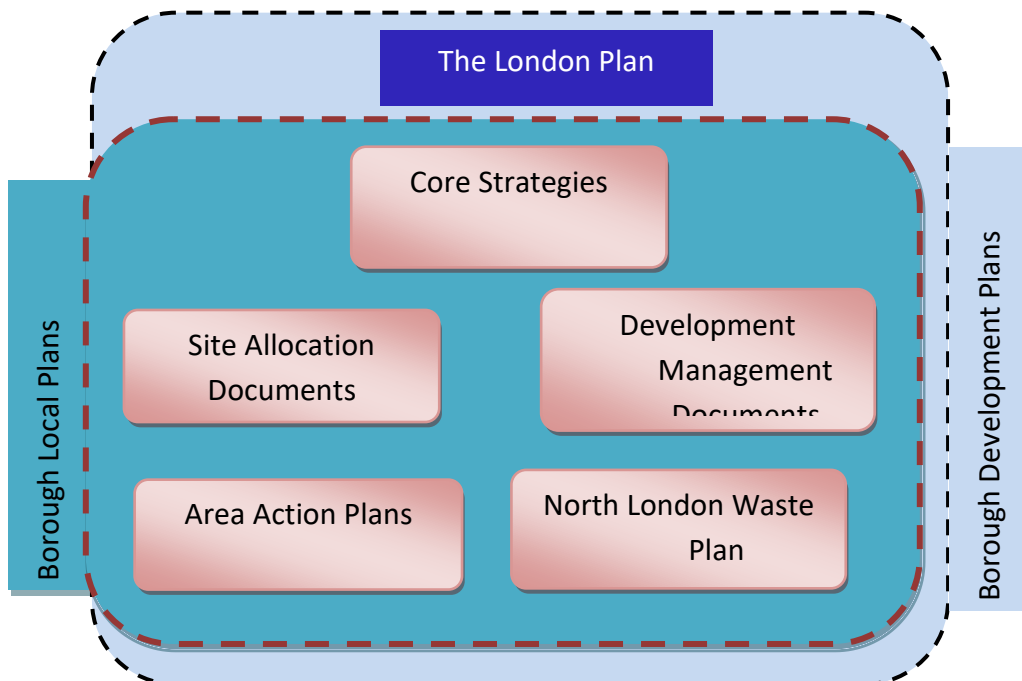 The London Plan
Core Strategies
Site Allocation
Documents
Development
Management
Documents
Area Action Plans
North London Waste
Plan
Borough Local Plans
Borough Development Plans